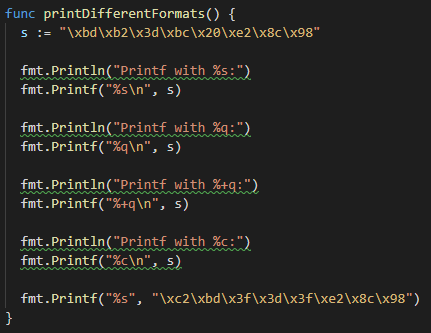 func printDifferentFormats() {
s := "\xbd\xb2\x3d\xbc\x20\xe2\x8c\x98"
fmt.Println("Printf with %s:")
fmt.Printf("%s\n", s)
fmt.Println("Printf with %q:")
fmt.Printf("%q\n", s)
fmt.Println("Printf with %+q:")
fmt.Printf("%+q\n", s)
fmt.Println("Printf with %c:")
fmt.Printf("%c\n", s)
fmt.Printf("%s", "\xc2\xbd\x3f\x3d\x3f\xe2\x8c\x98")
}